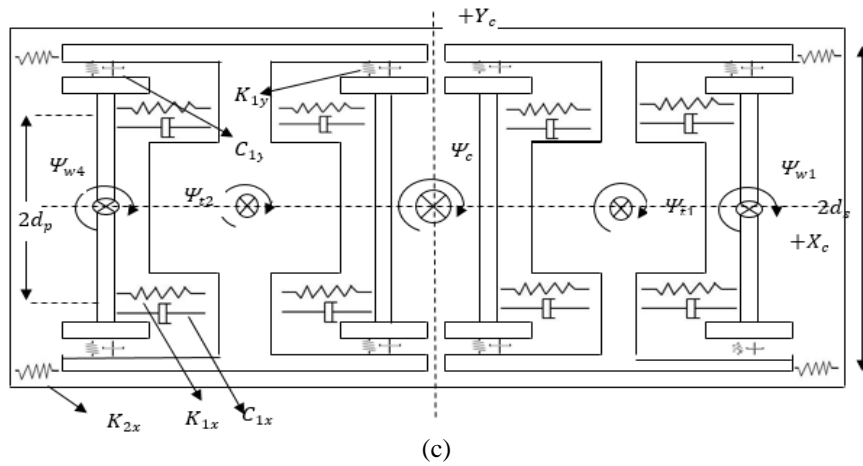 +Y_c
K_{1y}
C_{1y}
Ψ_c
Ψ_{w4}
Ψ_{w1}
Ψ_{t2}
Ψ_{t1}
2d_p
2d_s
+X_c
K_{2x}
K_{1x}
C_{1x}
(c)